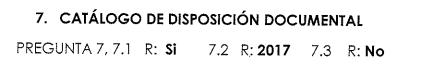 7. CATÁLOGO DE DISPOSICIÓN DOCUMENTAL
PREGUNTA 7, 7.1 R: Si 7.2 R: 2017 7.3 R: No